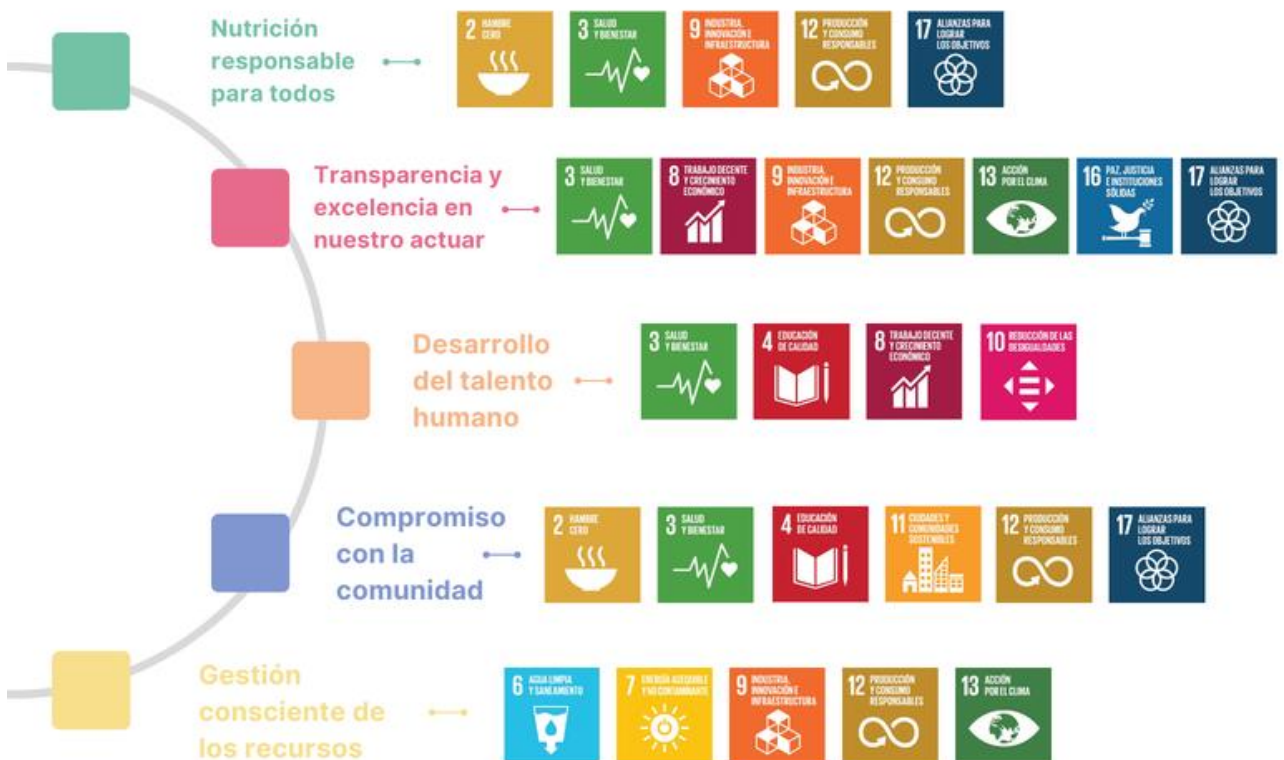 Nutrición
responsable
para todos
2 HAMBRE
CERO
3 SALUD
Y BIENESTAR
9 INDUSTRIA,
INNOVACIÓN E
INFRAESTRUCTURA
12 PRODUCCIÓN
Y CONSUMO
RESPONSABLES
17 ALIANZAS PARA
LOGRAR
LOS OBJETIVOS
Transparencia y
excelencia en
nuestro actuar
3 SALUD
Y BIENESTAR
8 TRABAJO DECENTE
Y CRECIMIENTO
ECONÓMICO
9 INDUSTRIA,
INNOVACIÓN E
INFRAESTRUCTURA
12 PRODUCCIÓN
Y CONSUMO
RESPONSABLES
13 ACCIÓN
POR EL CLIMA
16 PAZ, JUSTICIA
E INSTITUCIONES
SÓLIDAS
17 ALIANZAS PARA
LOGRAR
LOS OBJETIVOS
Desarrollo
del talento
humano
3 SALUD
Y BIENESTAR
4 EDUCACIÓN
DE CALIDAD
8 TRABAJO DECENTE
Y CRECIMIENTO
ECONÓMICO
10 REDUCCIÓN DE LAS
DESIGUALDADES
Compromiso
con la
comunidad
2 HAMBRE
CERO
3 SALUD
Y BIENESTAR
4 EDUCACIÓN
DE CALIDAD
11 CIUDADES Y
COMUNIDADES
SOSTENIBLES
12 PRODUCCIÓN
Y CONSUMO
RESPONSABLES
17 ALIANZAS PARA
LOGRAR
LOS OBJETIVOS
Gestión
consciente de
los recursos
6 AGUA LIMPIA
Y SANEAMIENTO
7 ENERGÍA ASEQUIBLE
Y NO CONTAMINANTE
9 INDUSTRIA,
INNOVACIÓN E
INFRAESTRUCTURA
12 PRODUCCIÓN
Y CONSUMO
RESPONSABLES
13 ACCIÓN
POR EL CLIMA